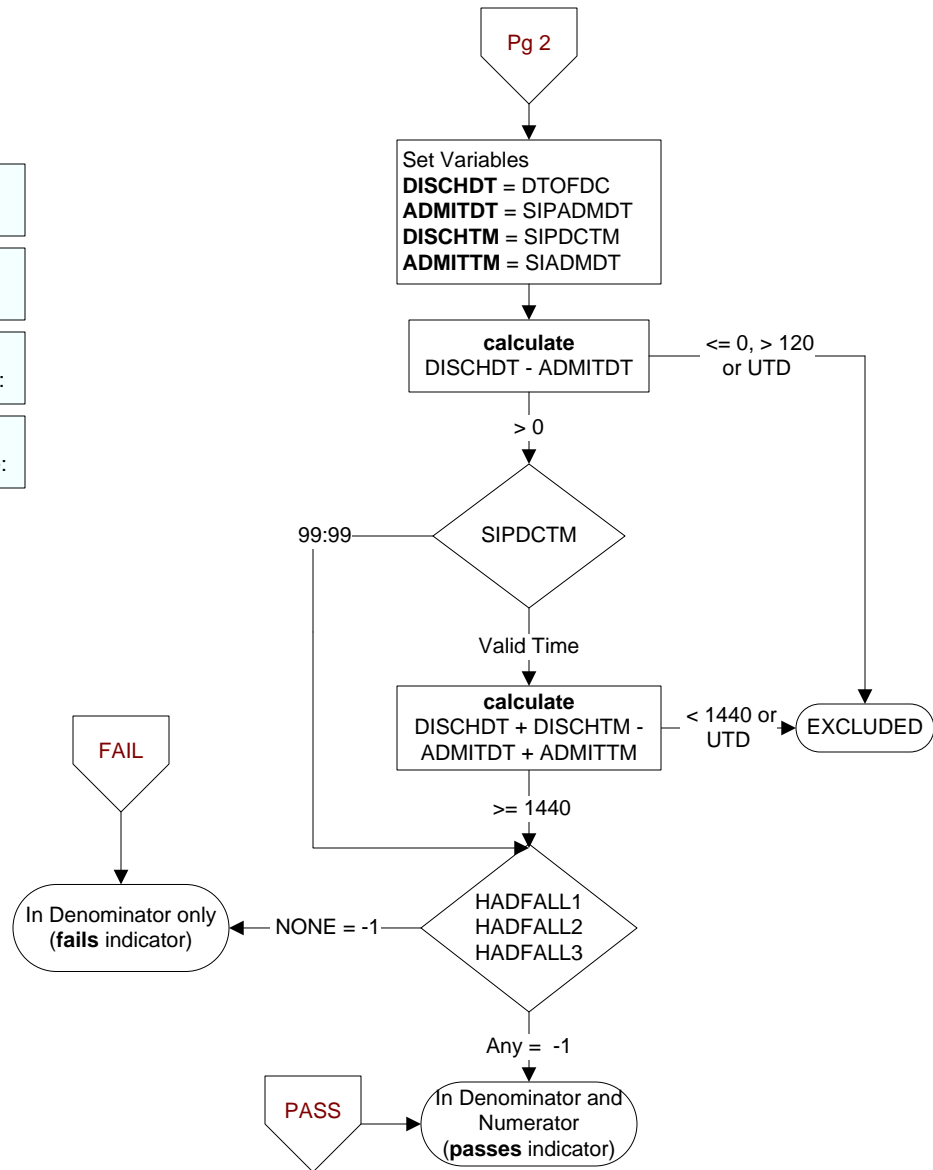 Pg 2
Set Variables
DISCHDT = DTOFDC
ADMITDT = SIPADMDT
DISCHTM = SIPDCTM
ADMITTM = SIADMDT
calculate
DISCHDT - ADMITDT
<= 0, > 120
or UTD
> 0
:
:
SIPDCTM
99:99
Valid Time
calculate
DISCHDT + DISCHTM -
ADMITDT + ADMITTM
< 1440 or
UTD
EXCLUDED
FAIL
>= 1440
HADFALL1
HADFALL2
HADFALL3
NONE = -1
In Denominator only
(fails indicator)
Any = -1
PASS
In Denominator and
Numerator
(passes indicator)